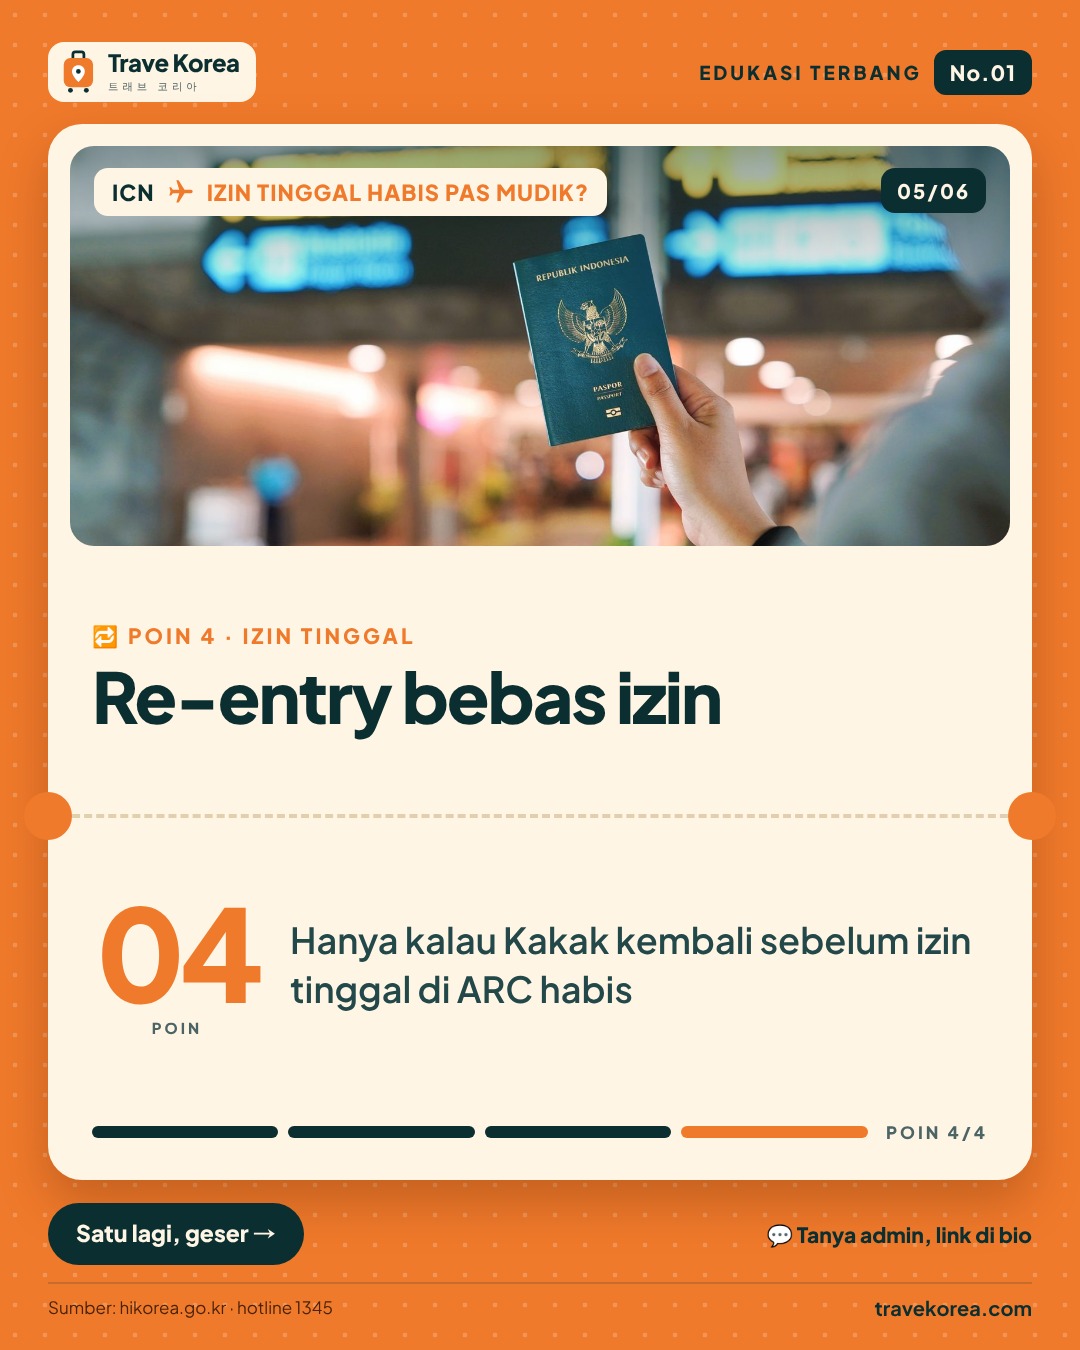 Trave Korea
트래브 코리아
EDUKASI TERBANG
No.01
ICN ✈ IZIN TINGGAL HABIS PAS MUDIK?
05/06
REPUBLIK INDONESIA
PASPOR
PASSPORT
🔁 POIN 4 · IZIN TINGGAL
Re-entry bebas izin
04
POIN
Hanya kalau Kakak kembali sebelum izin
tinggal di ARC habis
POIN 4/4
Satu lagi, geser →
💬 Tanya admin, link di bio
Sumber: hikorea.go.kr · hotline 1345
travekorea.com